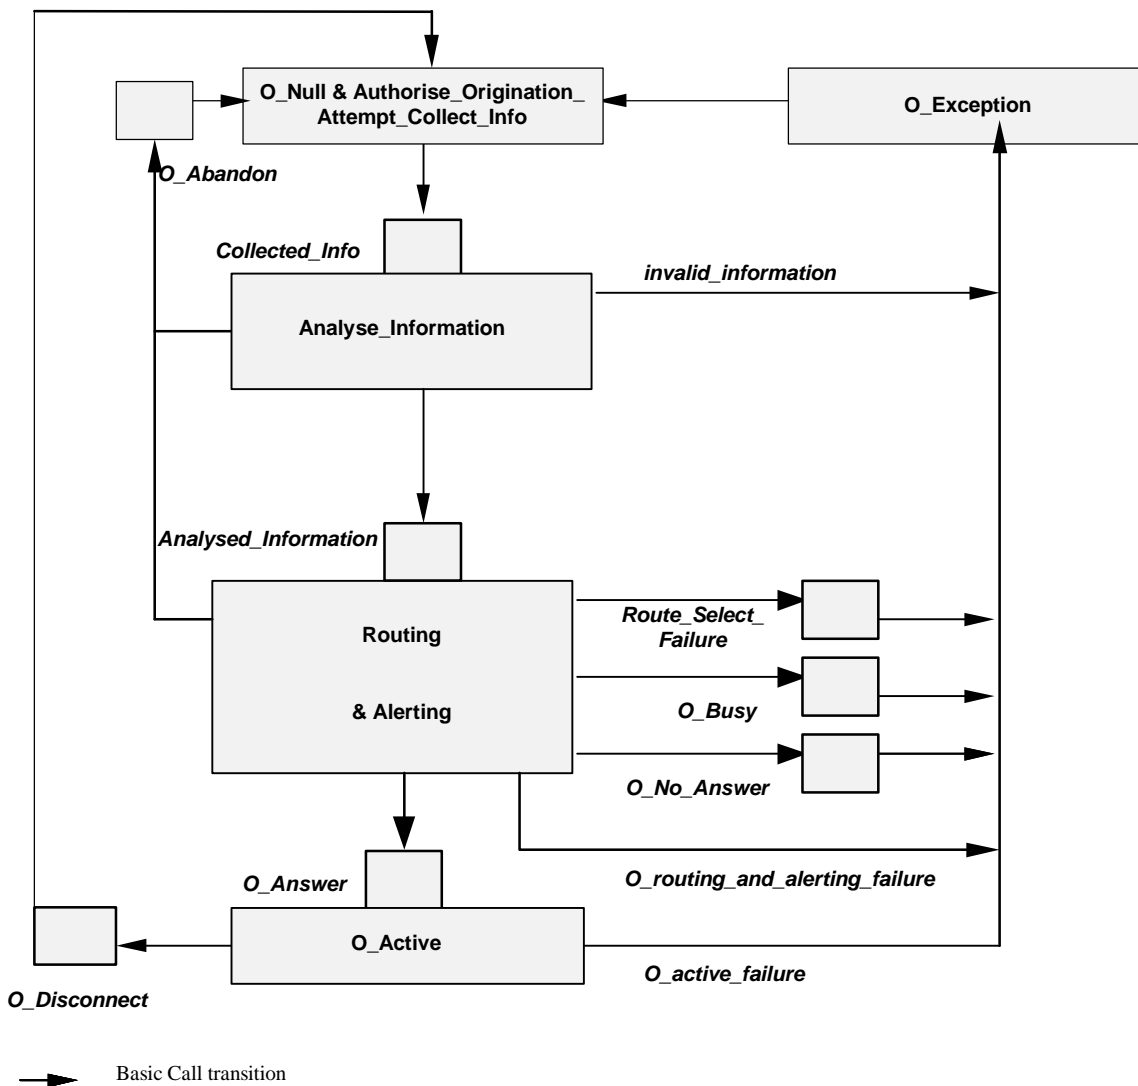 O_Null & Authorise_Origination_
Attempt_Collect_Info
O_Exception
O_Abandon
Collected_Info
invalid_information
Analyse_Information
Analysed_Information
Routing
& Alerting
Route_Select_
Failure
O_Busy
O_No_Answer
O_routing_and_alerting_failure
O_Answer
O_Active
O_active_failure
O_Disconnect
Basic Call transition